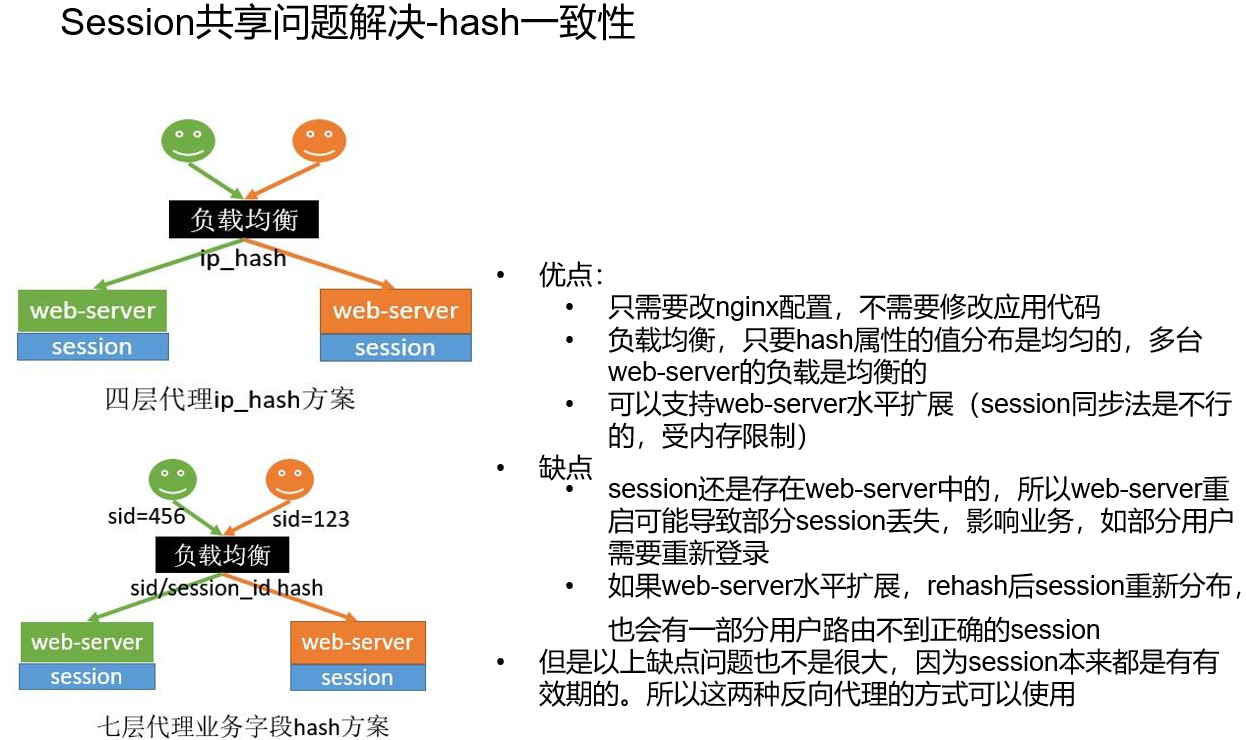 Session共享问题解决-hash一致性
负载均衡
ip_hash
web-server
web-server
session
session
四层代理ip_hash方案
sid=456
sid=123
负载均衡
sid/session_id hash
web-server
web-server
session
session
七层代理业务字段hash方案
• 优点：
• 只需要改nginx配置，不需要修改应用代码
• 负载均衡，只要hash属性的值分布是均匀的，多台
web-server的负载是均衡的
• 可以支持web-server水平扩展（session同步法是不行
的，受内存限制）
• 缺点
• session还是存在web-server中的，所以web-server重
启可能导致部分session丢失，影响业务，如部分用户
需要重新登录
• 如果web-server水平扩展，rehash后session重新分布，
也会有一部分用户路由不到正确的session
• 但是以上缺点问题也不是很大，因为session本来都是有有
效期的。所以这两种反向代理的方式可以使用